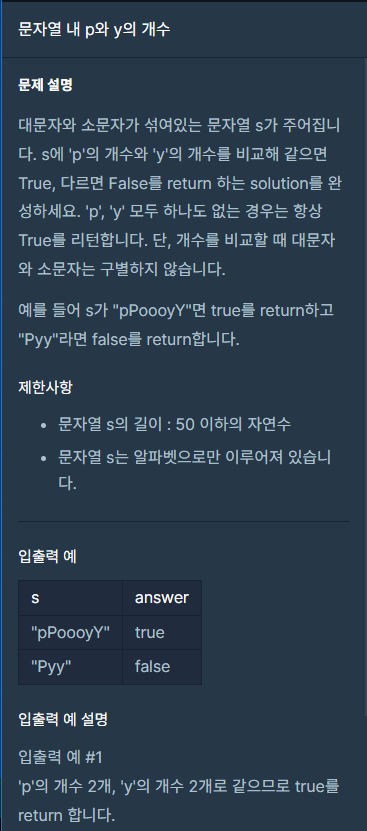 문자열 내 p와 y의 개수
문제 설명
대문자와 소문자가 섞여있는 문자열 s가 주어집니
다. s에 'p'의 개수와 'y'의 개수를 비교해 같으면
True, 다르면 False를 return 하는 solution를 완
성하세요. 'p', 'y' 모두 하나도 없는 경우는 항상
True를 리턴합니다. 단, 개수를 비교할 때 대문자
와 소문자는 구별하지 않습니다.
예를 들어 s가 "pPoooyY"면 true를 return하고
"Pyy"라면 false를 return합니다.
제한사항
• 문자열 s의 길이 : 50 이하의 자연수
• 문자열 s는 알파벳으로만 이루어져 있습니
다.
입출력 예
s answer
"pPoooyY" true
"Pyy" false
입출력 예 설명
입출력 예 #1
'p'의 개수 2개, 'y'의 개수 2개로 같으므로 true를
return 합니다.